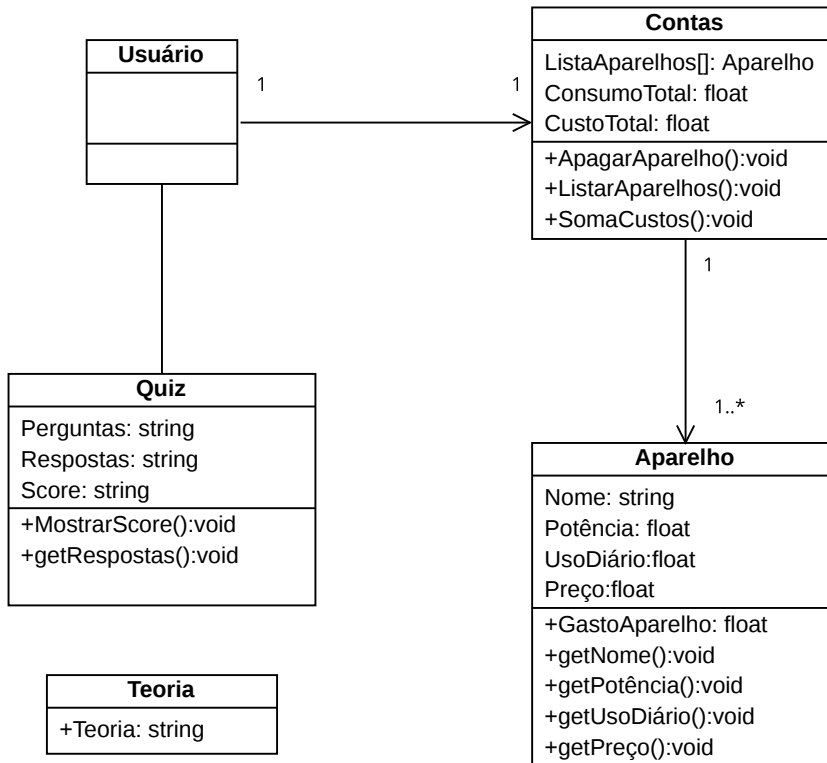 Usuário
1
1
Contas
ListaAparelhos[]: Aparelho
ConsumoTotal: float
CustoTotal: float
+ApagarAparelho():void
+ListarAparelhos():void
+SomaCustos():void
1
1..*
Quiz
Perguntas: string
Respostas: string
Score: string
+MostrarScore():void
+getRespostas():void
Aparelho
Nome: string
Potência: float
UsoDiário:float
Preço:float
+GastoAparelho: float
+getNome():void
+getPotência():void
+getUsoDiário():void
+getPreço():void
Teoria
+Teoria: string